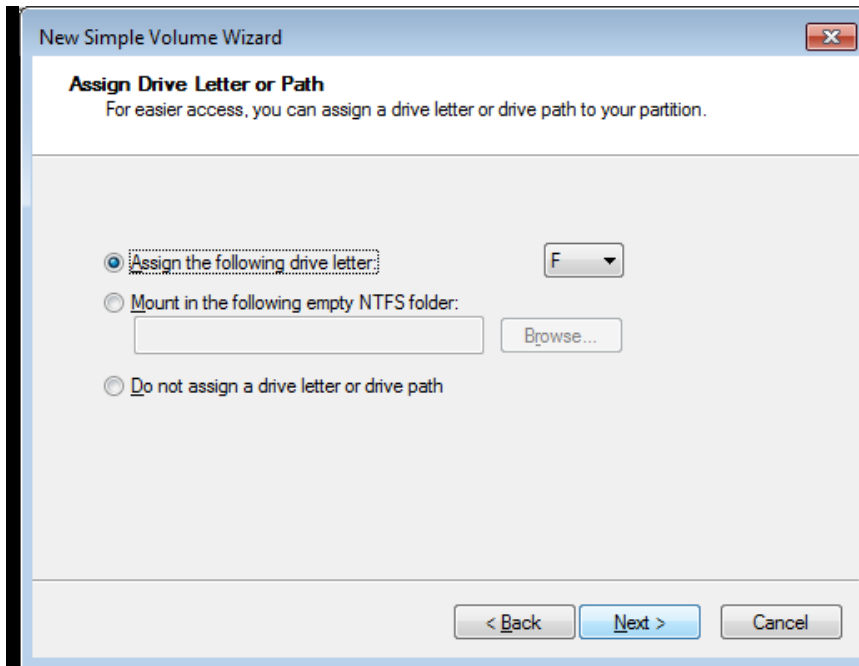 New Simple Volume Wizard
Assign Drive Letter or Path
For easier access, you can assign a drive letter or drive path to your partition.
Assign the following drive letter: F
Mount in the following empty NTFS folder:
Browse...
Do not assign a drive letter or drive path
< Back Next > Cancel